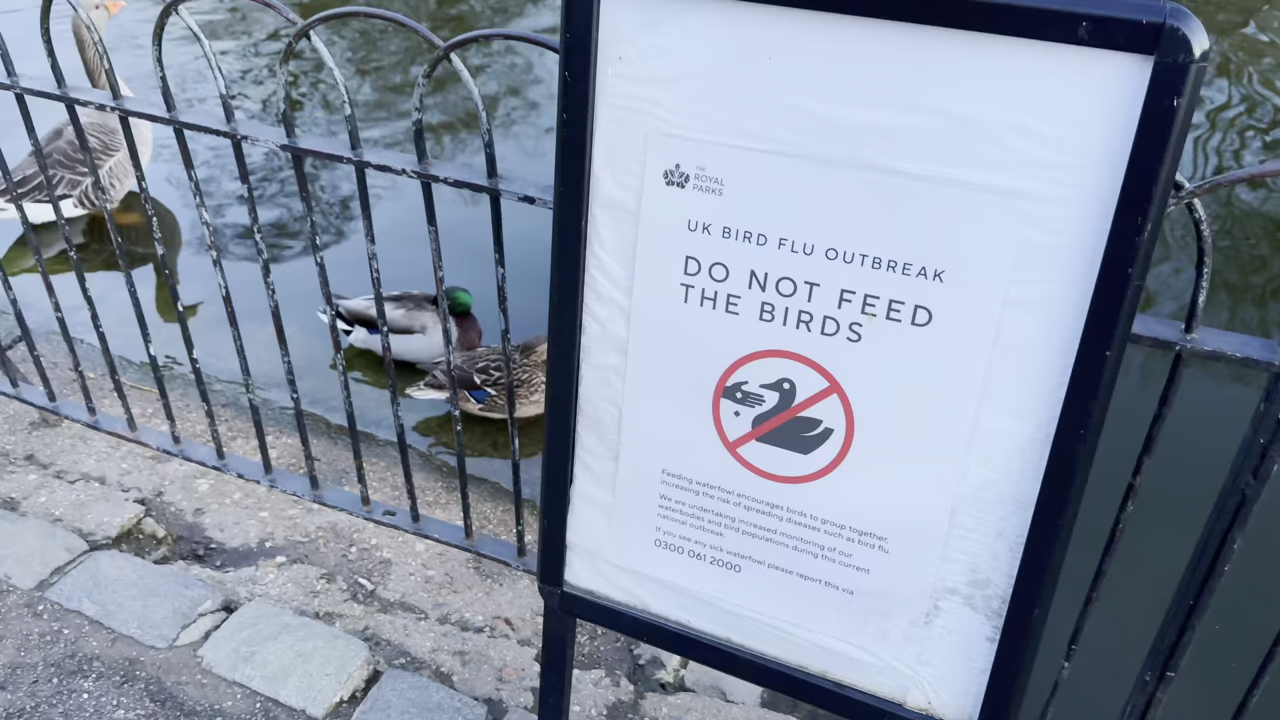 THE
ROYAL
PARKS
UK BIRD FLU OUTBREAK
DO NOT FEED
THE BIRDS
Feeding waterfowl encourages birds to group together,
increasing the risk of spreading diseases such as bird flu.
We are undertaking increased monitoring of our
waterbodies and bird populations during this current
national outbreak.
If you see any sick waterfowl please report this via
0300 061 2000